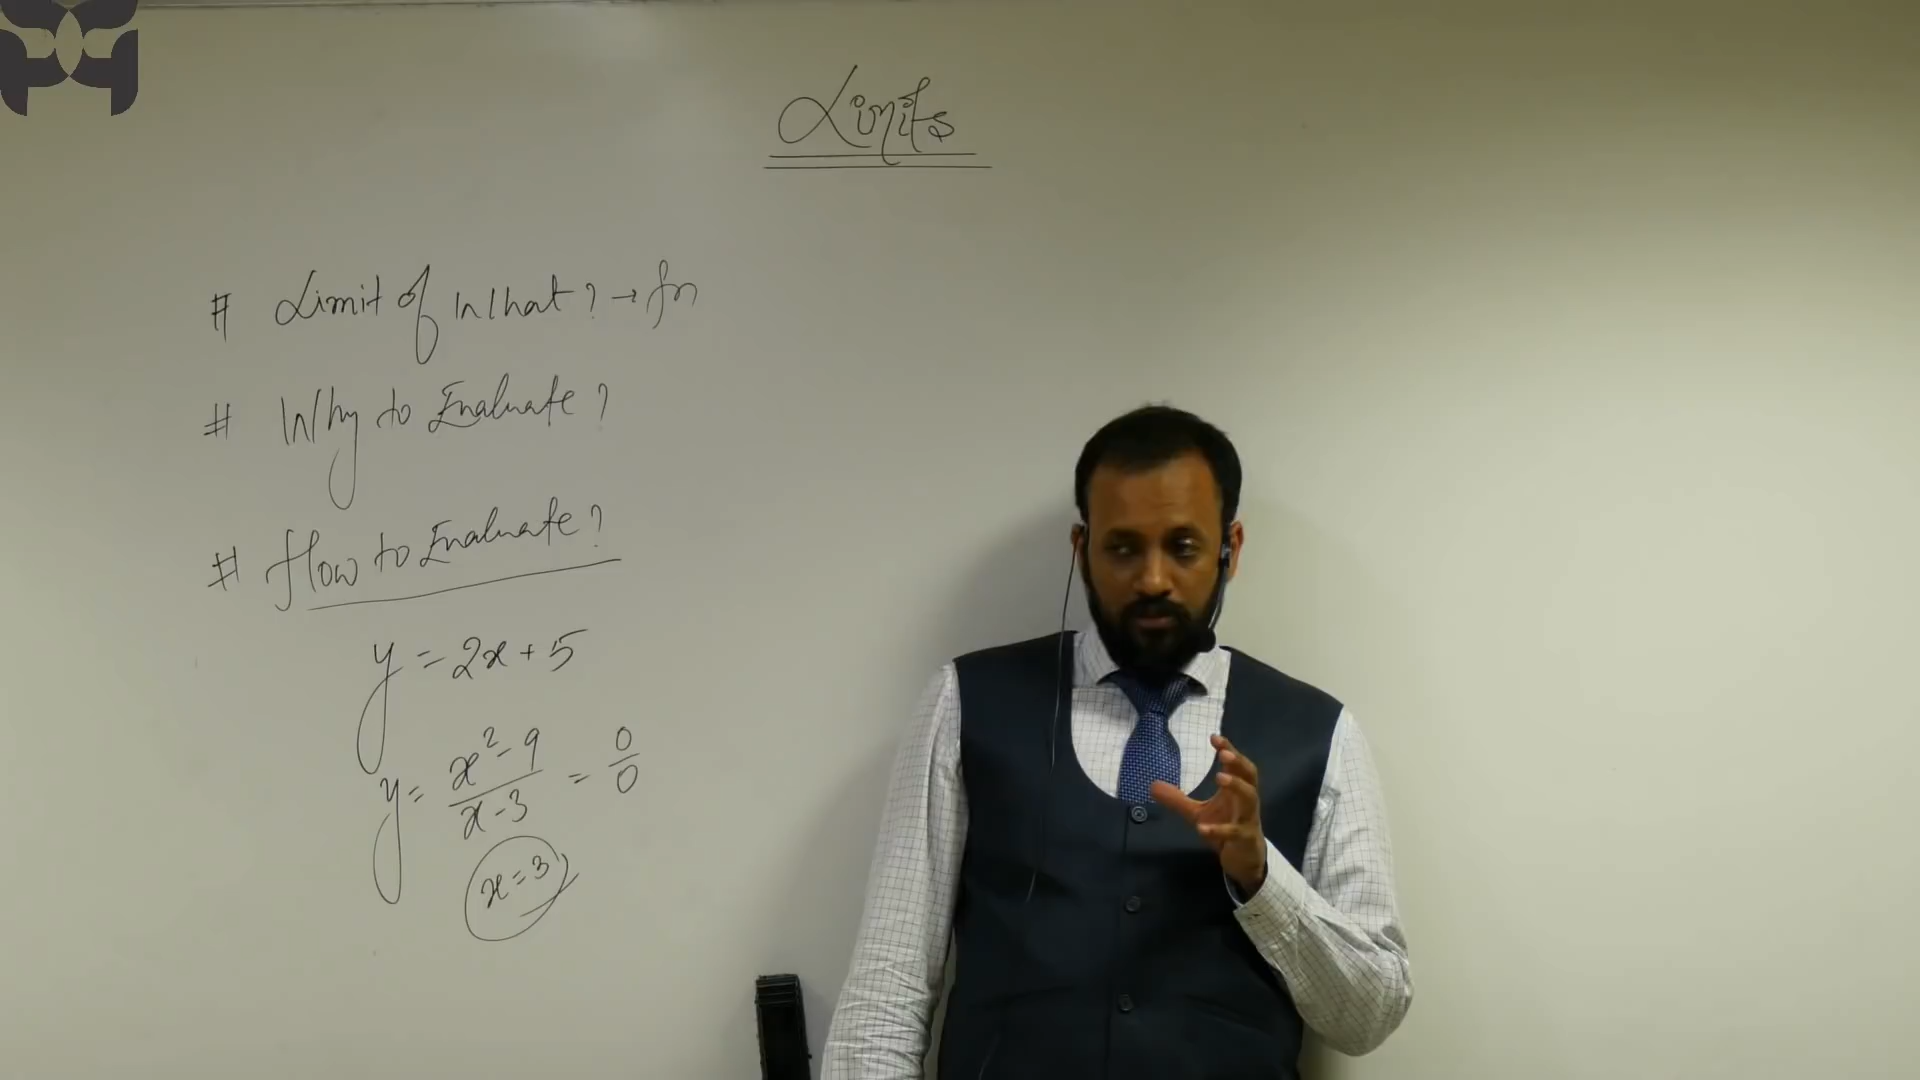 Limits
# Limit of What? → fn
# Why to Evaluate?
# How to Evaluate?
y = 2x + 5
y = x² - 9 / x - 3 = 0 / 0
x = 3